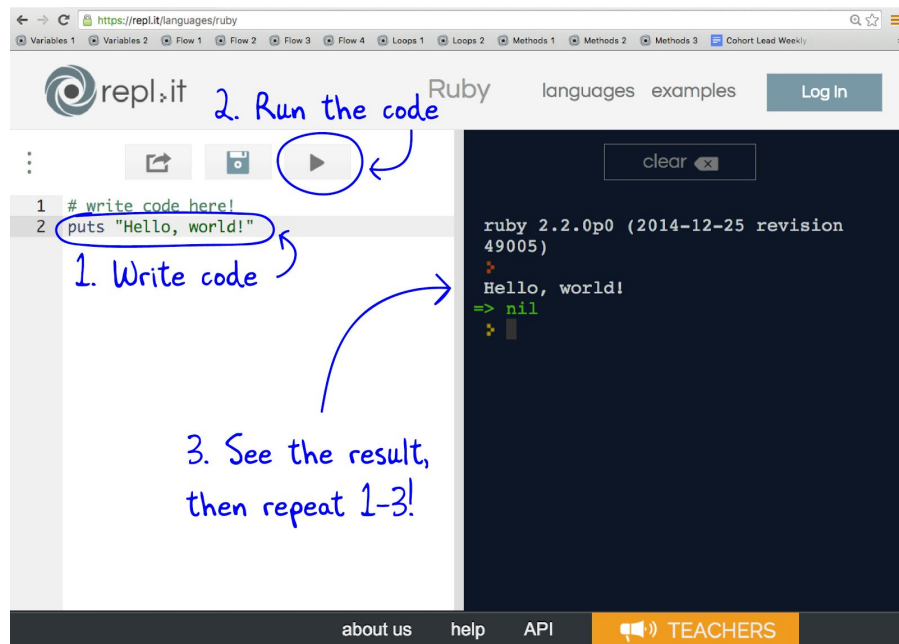 https://repl.it/languages/ruby
Variables 1 Variables 2 Flow 1 Flow 2 Flow 3 Flow 4 Loops 1 Loops 2 Methods 1 Methods 2 Methods 3 Cohort Lead Weekly
repl.it Ruby languages examples Log In
2. Run the code
clear
1 # write code here!
2 puts "Hello, world!"
1. Write code
ruby 2.2.0p0 (2014-12-25 revision
49005)
Hello, world!
=> nil
3. See the result,
then repeat 1-3!
about us help API TEACHERS